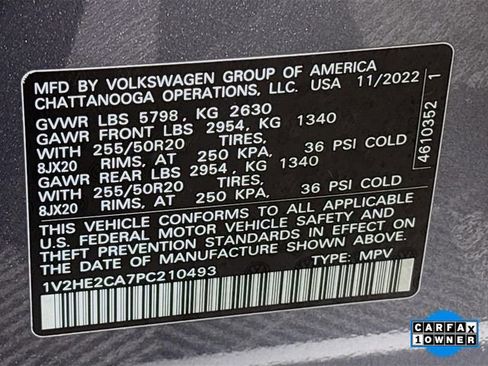 MFD BY VOLKSWAGEN GROUP OF AMERICA
CHATTANOOGA OPERATIONS, LLC. USA 11/2022
GVWR LBS 5798, KG 2630
GAWR FRONT LBS 2954, KG 1340
WITH 255/50R20 TIRES,
8JX20 RIMS, AT 250 KPA, 36 PSI COLD
GAWR REAR LBS 2954, KG 1340
WITH 255/50R20 TIRES,
8JX20 RIMS, AT 250 KPA, 36 PSI COLD
THIS VEHICLE CONFORMS TO ALL APPLICABLE
U.S. FEDERAL MOTOR VEHICLE SAFETY AND
THEFT PREVENTION STANDARDS IN EFFECT ON
THE DATE OF MANUFACTURE SHOWN ABOVE.
1V2HE2CA7PC210493 TYPE: MPV
4610352 1
CARFAX
1 OWNER